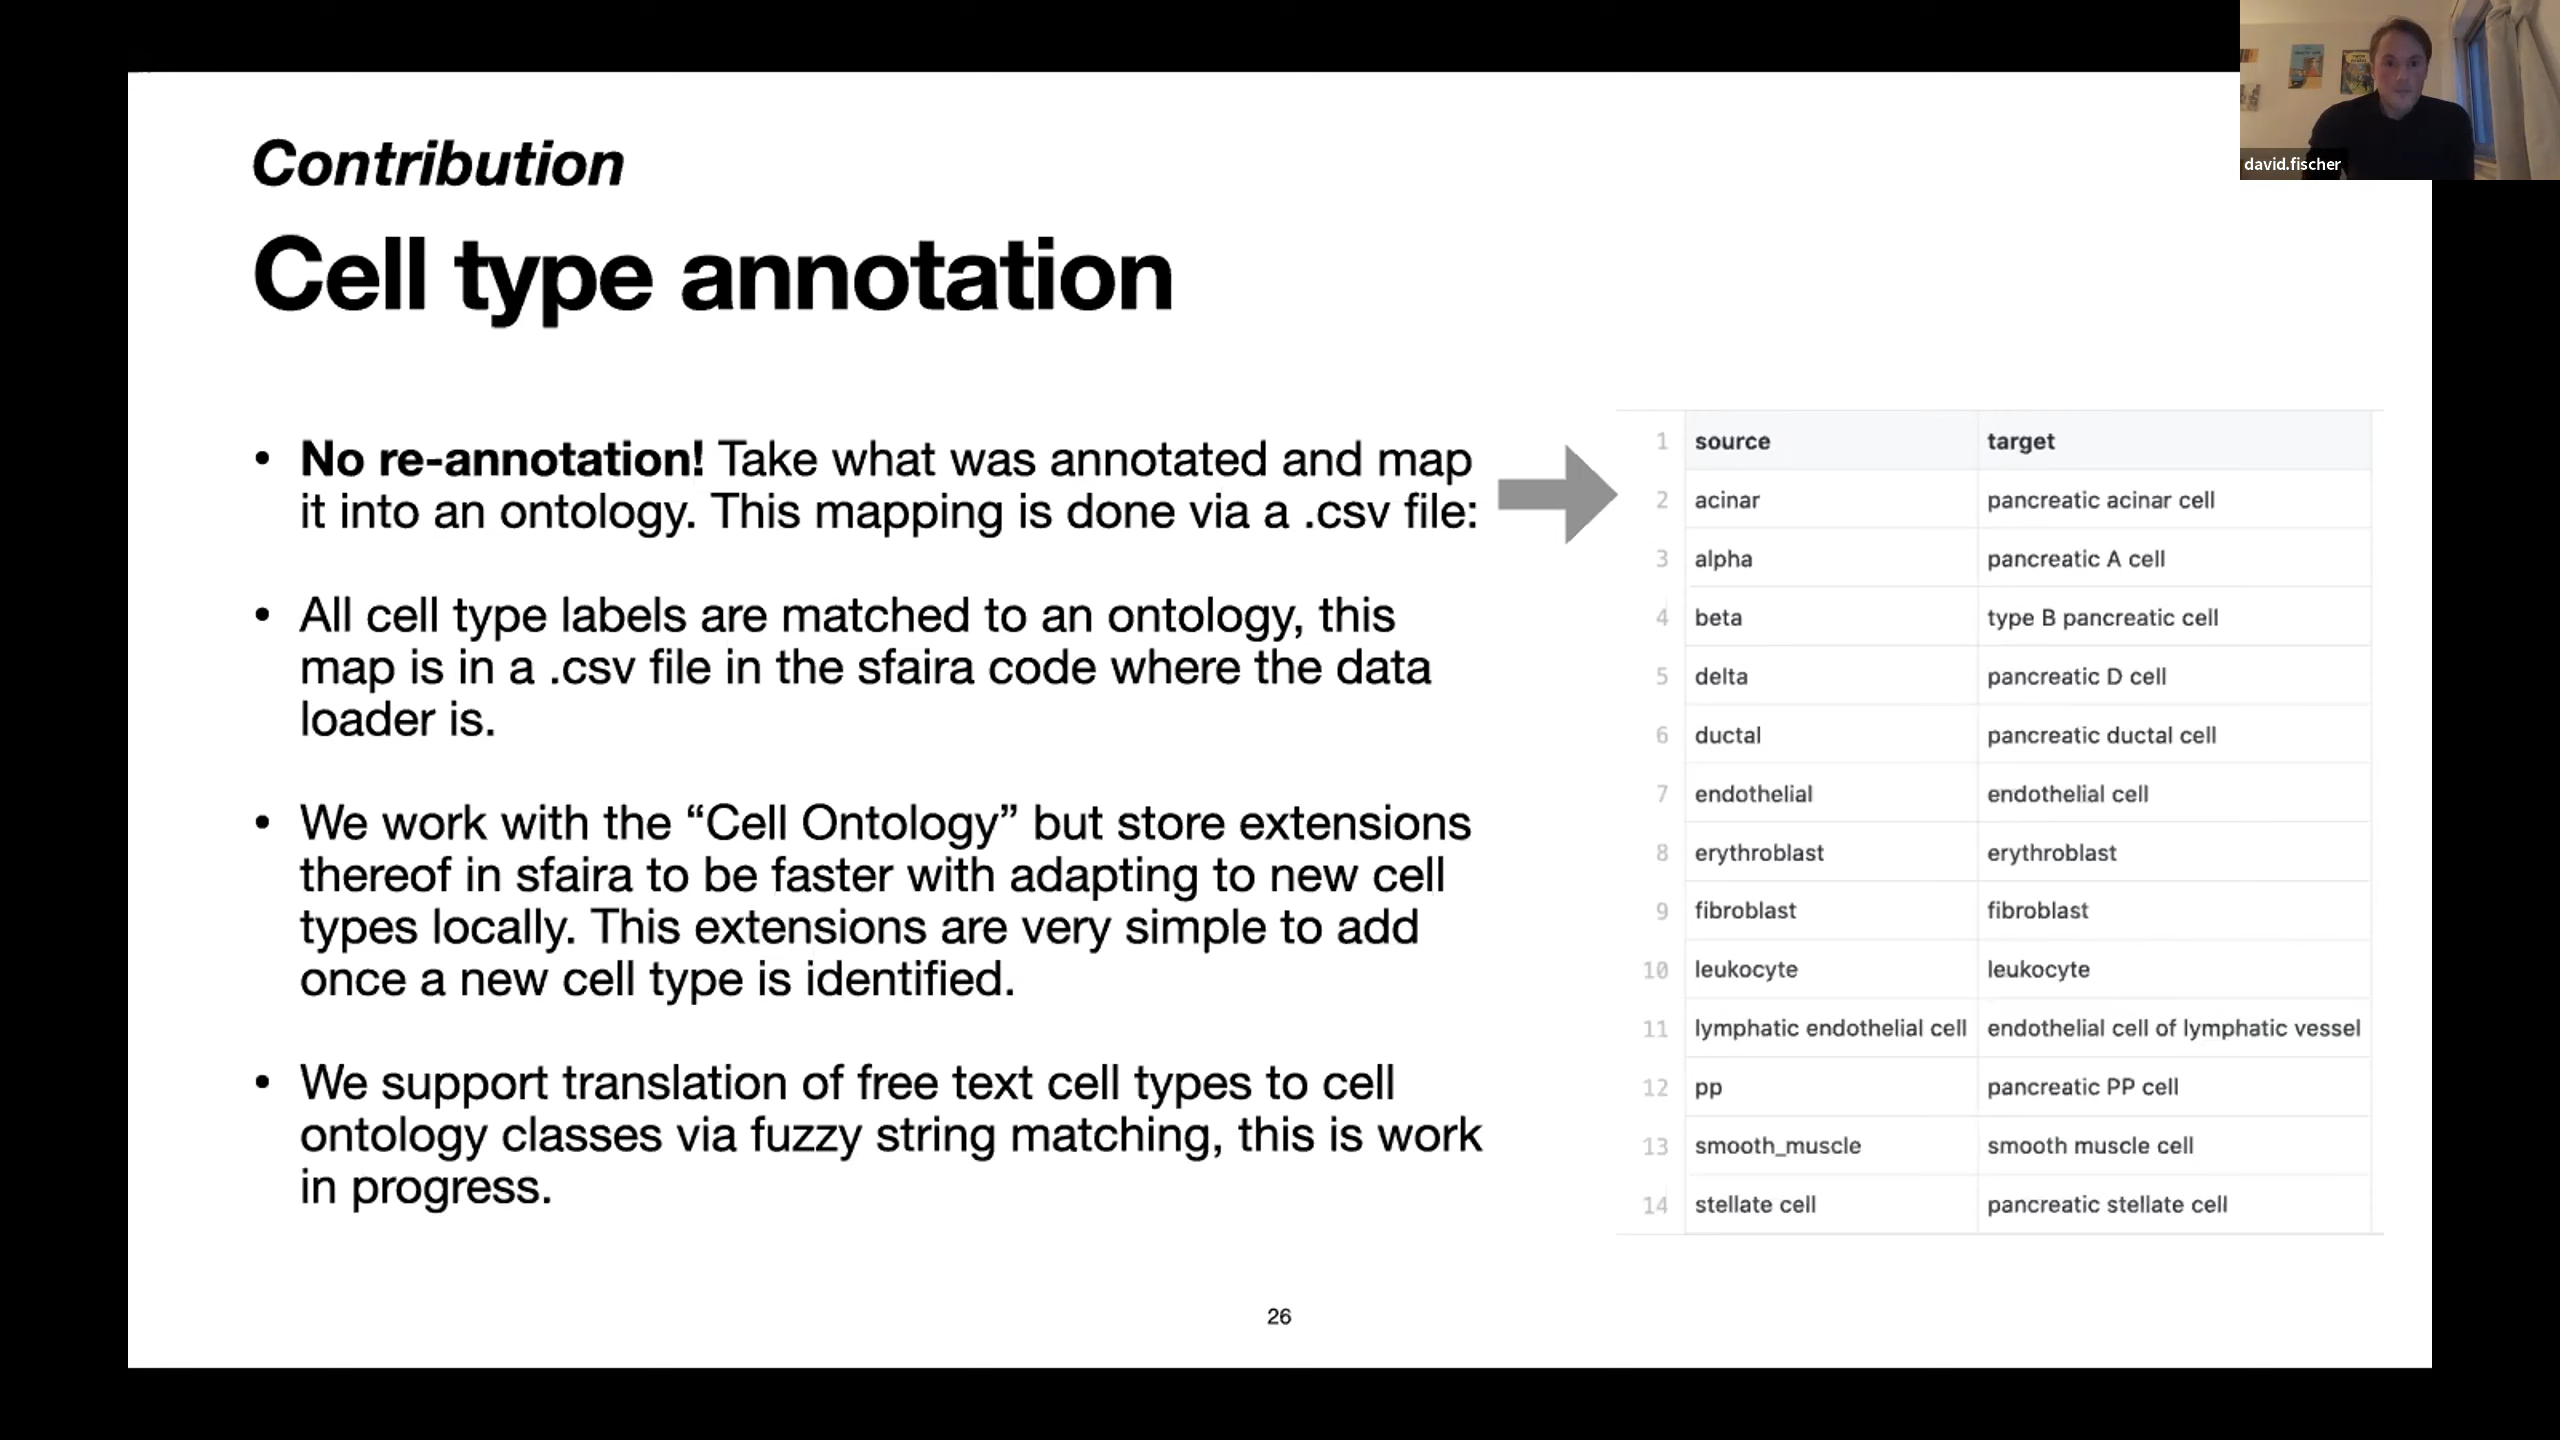 david.fischer
Contribution
Cell type annotation
• No re-annotation! Take what was annotated and map
it into an ontology. This mapping is done via a .csv file:
• All cell type labels are matched to an ontology, this
map is in a .csv file in the sfaira code where the data
loader is.
• We work with the “Cell Ontology” but store extensions
thereof in sfaira to be faster with adapting to new cell
types locally. This extensions are very simple to add
once a new cell type is identified.
• We support translation of free text cell types to cell
ontology classes via fuzzy string matching, this is work
in progress.
1 source target
2 acinar pancreatic acinar cell
3 alpha pancreatic A cell
4 beta type B pancreatic cell
5 delta pancreatic D cell
6 ductal pancreatic ductal cell
7 endothelial endothelial cell
8 erythroblast erythroblast
9 fibroblast fibroblast
10 leukocyte leukocyte
11 lymphatic endothelial cell endothelial cell of lymphatic vessel
12 pp pancreatic PP cell
13 smooth_muscle smooth muscle cell
14 stellate cell pancreatic stellate cell
26